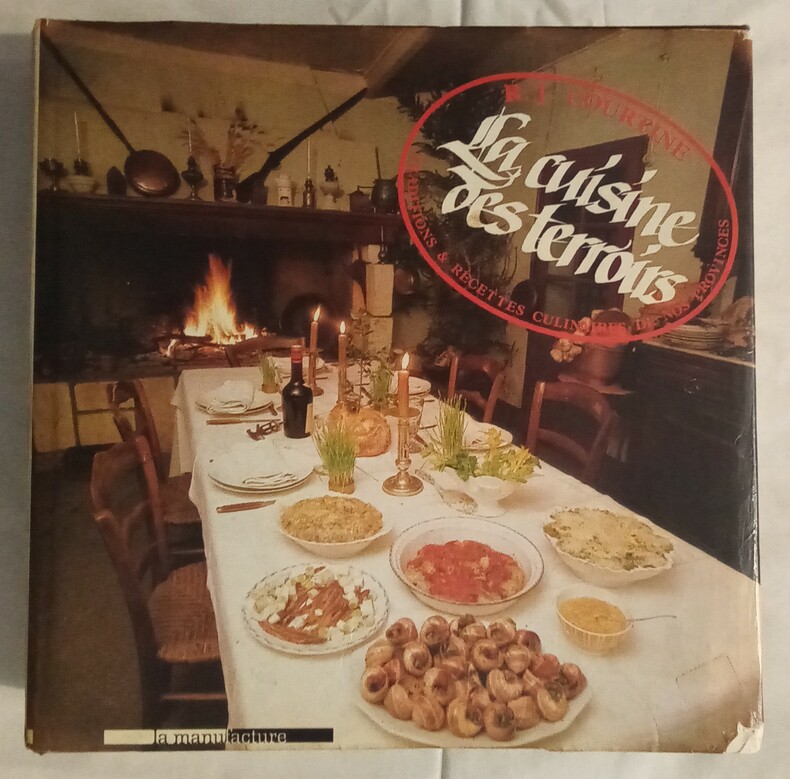 R.J COURTINE
La cuisine
des terroirs
TRADITIONS & RECETTES CULINAIRES DE NOS PROVINCES
la manufacture